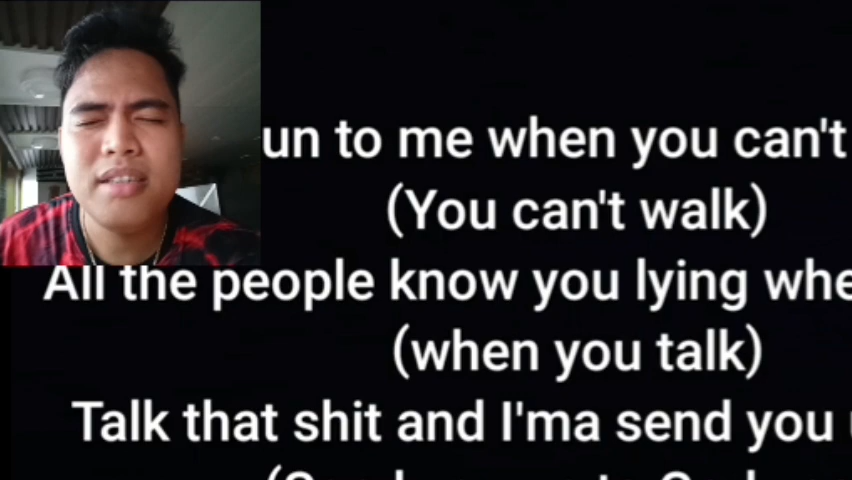 un to me when you can't
(You can't walk)
All the people know you lying whe
(when you talk)
Talk that shit and I'ma send you